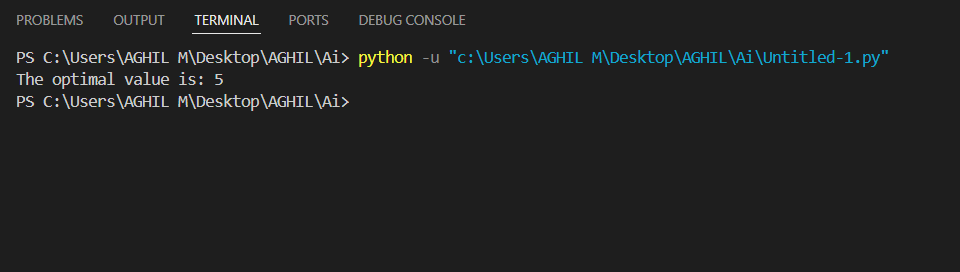 PROBLEMS OUTPUT TERMINAL PORTS DEBUG CONSOLE
PS C:\Users\AGHIL M\Desktop\AGHIL\Ai> python -u "c:\Users\AGHIL M\Desktop\AGHIL\Ai\Untitled-1.py"
The optimal value is: 5
PS C:\Users\AGHIL M\Desktop\AGHIL\Ai>